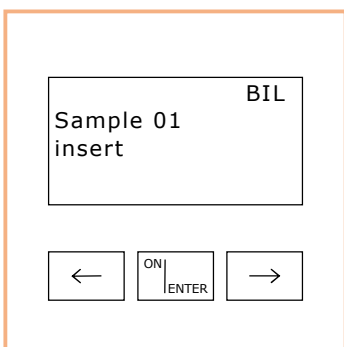 BIL
Sample 01
insert
←
ON
ENTER
→